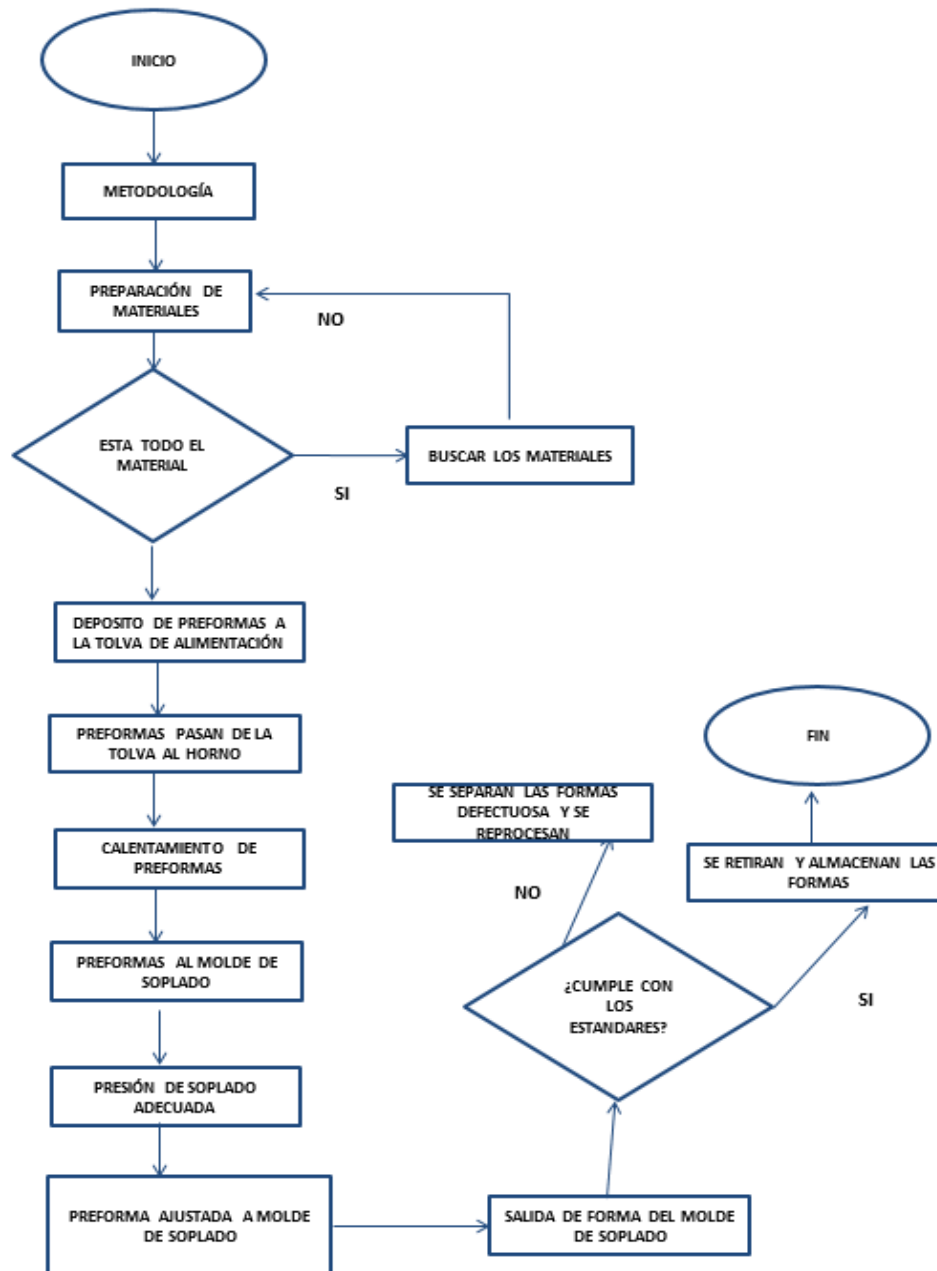 INICIO
METODOLOGÍA
PREPARACIÓN DE
MATERIALES
NO
ESTA TODO EL
MATERIAL
BUSCAR LOS MATERIALES
SI
DEPOSITO DE PREFORMAS A
LA TOLVA DE ALIMENTACIÓN
PREFORMAS PASAN DE LA
TOLVA AL HORNO
CALENTAMIENTO DE
PREFORMAS
PREFORMAS AL MOLDE DE
SOPLADO
PRESIÓN DE SOPLADO
ADECUADA
PREFORMA AJUSTADA A MOLDE
DE SOPLADO
SALIDA DE FORMA DEL MOLDE
DE SOPLADO
¿CUMPLE CON
LOS
ESTANDARES?
NO
SE SEPARAN LAS FORMAS
DEFECTUOSA Y SE
REPROCESAN
SI
SE RETIRAN Y ALMACENAN LAS
FORMAS
FIN